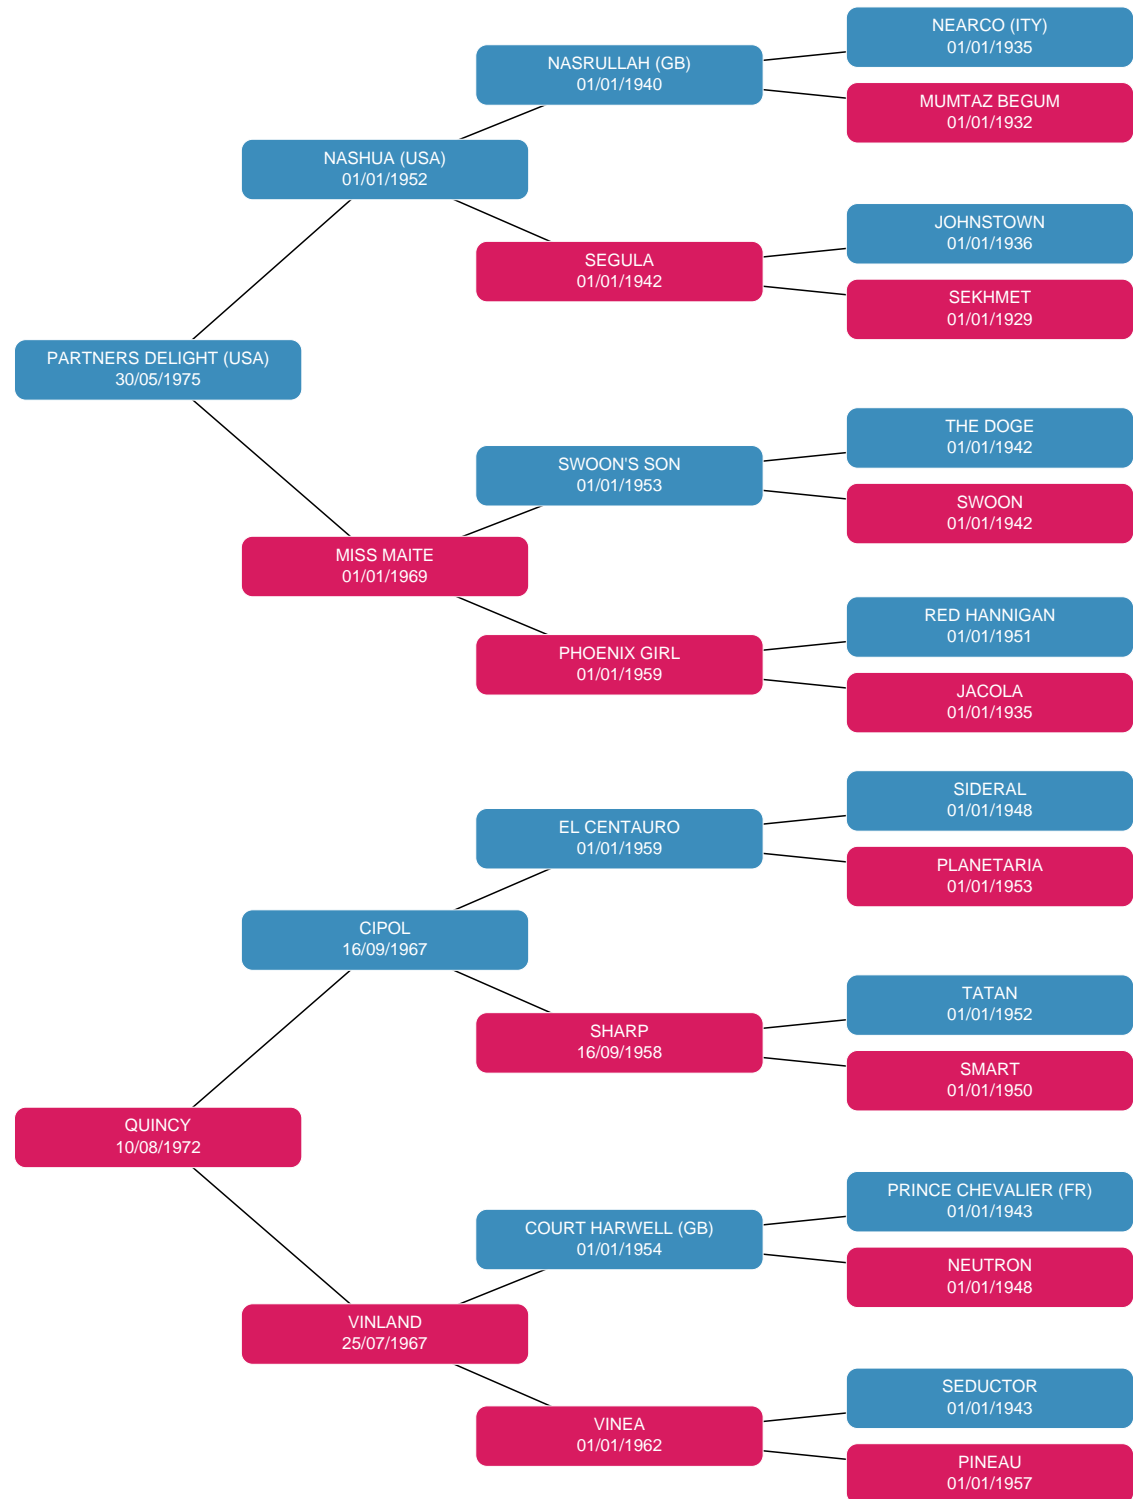 NEARCO (ITY)
01/01/1935
NASRULLAH (GB)
01/01/1940
MUMTAZ BEGUM
01/01/1932
NASHUA (USA)
01/01/1952
JOHNSTOWN
01/01/1936
SEGULA
01/01/1942
SEKHMET
01/01/1929
PARTNERS DELIGHT (USA)
30/05/1975
THE DOGE
01/01/1942
SWOON'S SON
01/01/1953
SWOON
01/01/1942
MISS MAITE
01/01/1969
RED HANNIGAN
01/01/1951
PHOENIX GIRL
01/01/1959
JACOLA
01/01/1935
SIDERAL
01/01/1948
EL CENTAURO
01/01/1959
PLANETARIA
01/01/1953
CIPOL
16/09/1967
TATAN
01/01/1952
SHARP
16/09/1958
SMART
01/01/1950
QUINCY
10/08/1972
PRINCE CHEVALIER (FR)
01/01/1943
COURT HARWELL (GB)
01/01/1954
NEUTRON
01/01/1948
VINLAND
25/07/1967
SEDUCTOR
01/01/1943
VINEA
01/01/1962
PINEAU
01/01/1957